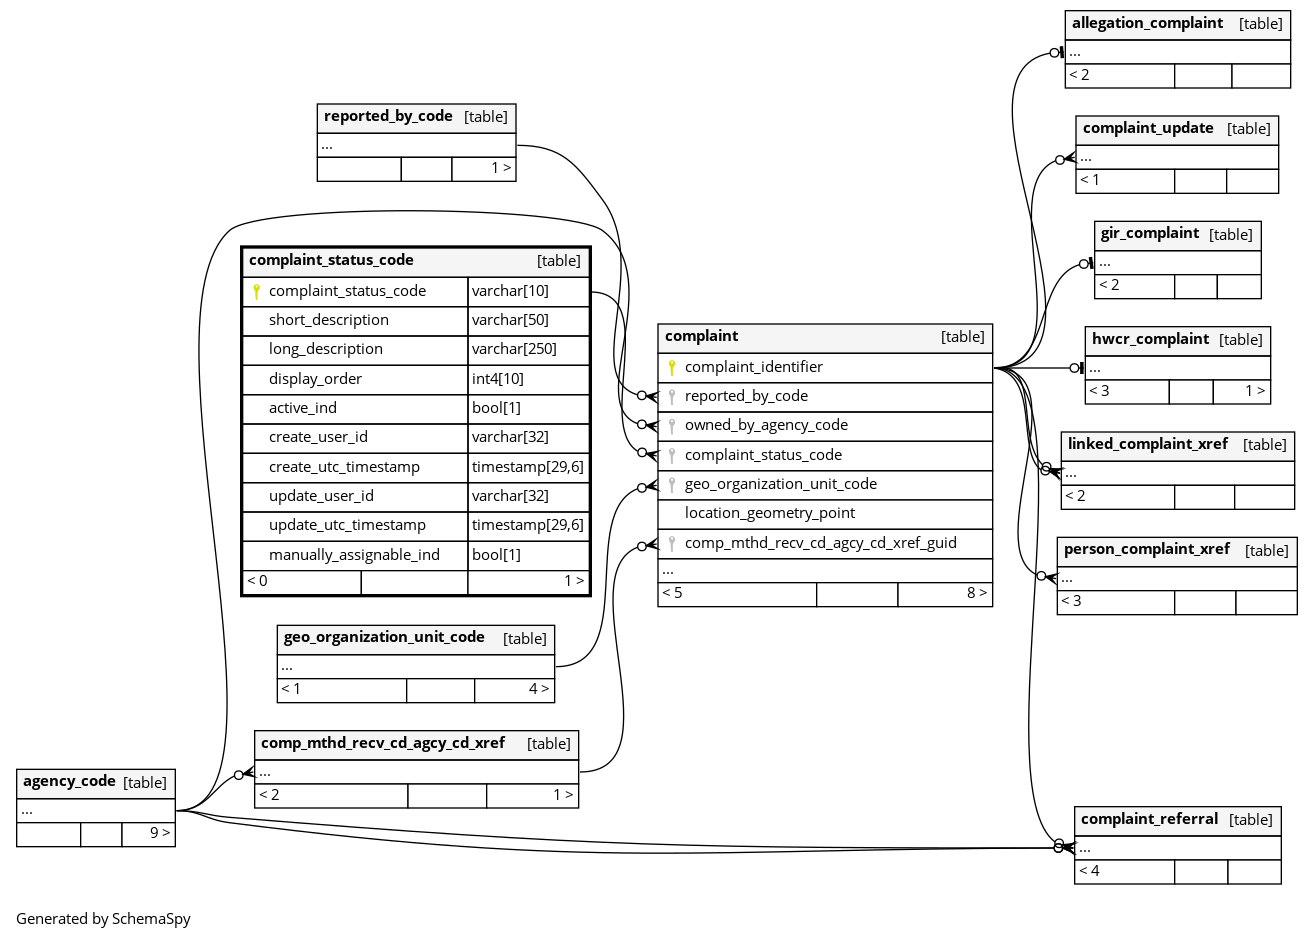 allegation_complaint [table]
...
< 2
complaint_update [table]
...
< 1
gir_complaint [table]
...
< 2
hwcr_complaint [table]
...
< 3 1 >
linked_complaint_xref [table]
...
< 2
person_complaint_xref [table]
...
< 3
complaint_referral [table]
...
< 4
reported_by_code [table]
...
1 >
complaint_status_code [table]
complaint_status_code varchar[10]
short_description varchar[50]
long_description varchar[250]
display_order int4[10]
active_ind bool[1]
create_user_id varchar[32]
create_utc_timestamp timestamp[29,6]
update_user_id varchar[32]
update_utc_timestamp timestamp[29,6]
manually_assignable_ind bool[1]
< 0 1 >
complaint [table]
complaint_identifier
reported_by_code
owned_by_agency_code
complaint_status_code
geo_organization_unit_code
location_geometry_point
comp_mthd_recv_cd_agcy_cd_xref_guid
...
< 5 8 >
geo_organization_unit_code [table]
...
< 1 4 >
comp_mthd_recv_cd_agcy_cd_xref [table]
...
< 2 1 >
agency_code [table]
...
9 >
Generated by SchemaSpy